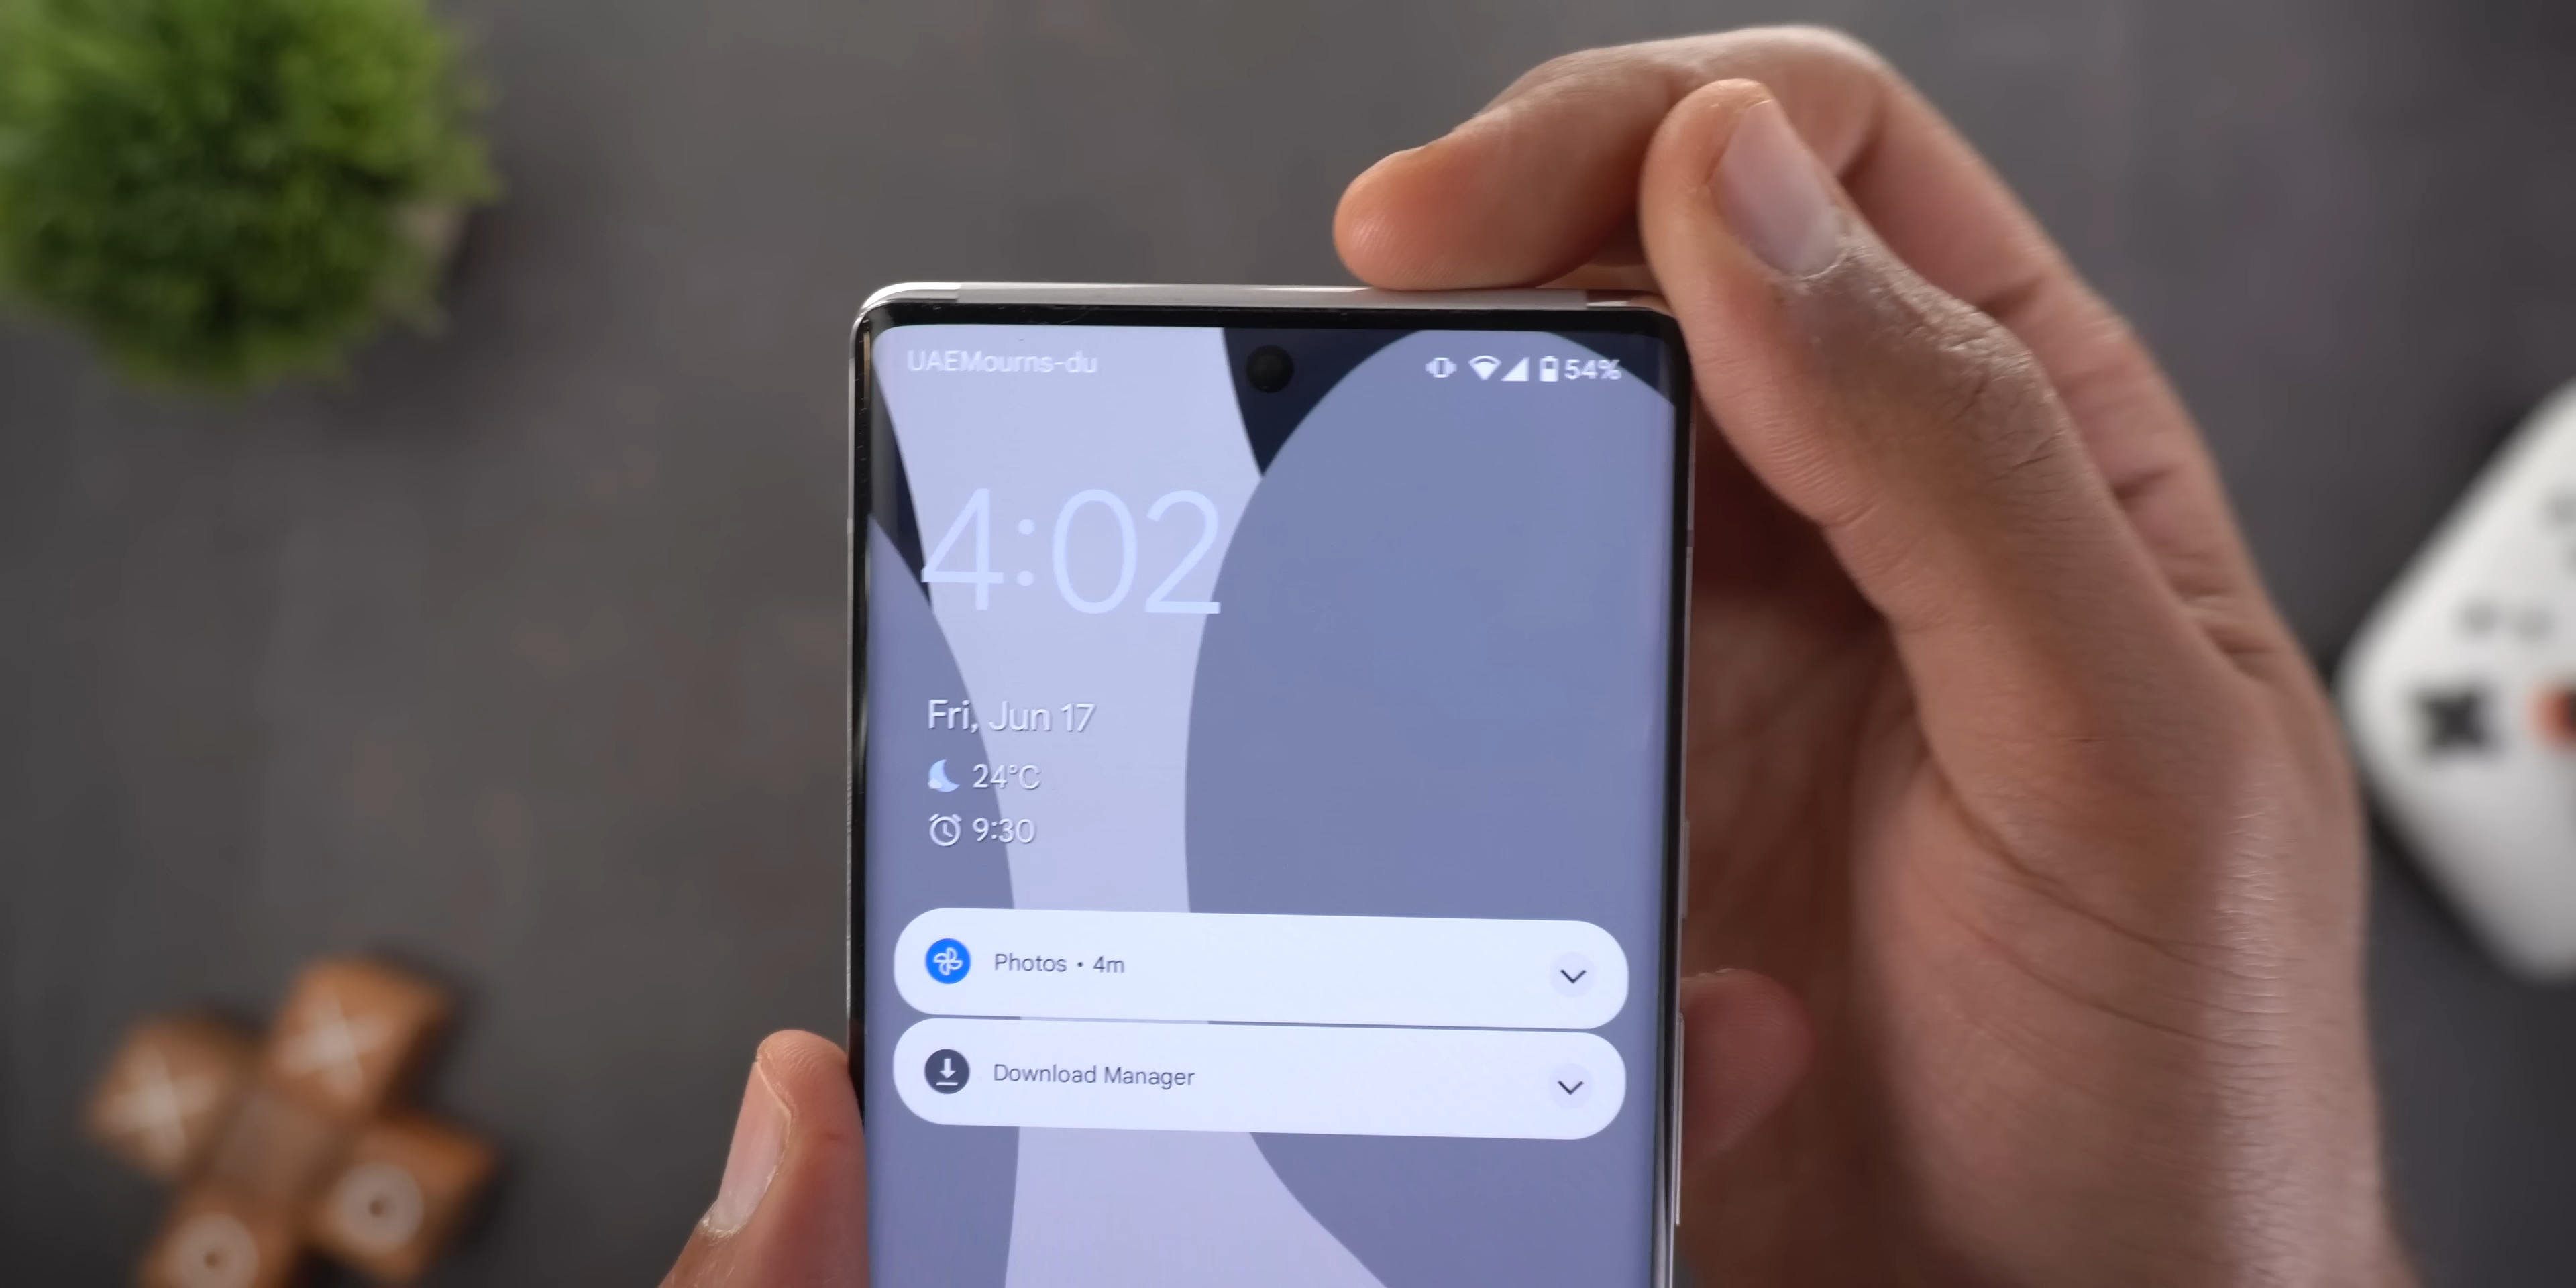 UAEMourns-du
54%
4:02
Fri, Jun 17
24°C
9:30
Photos • 4m
Download Manager